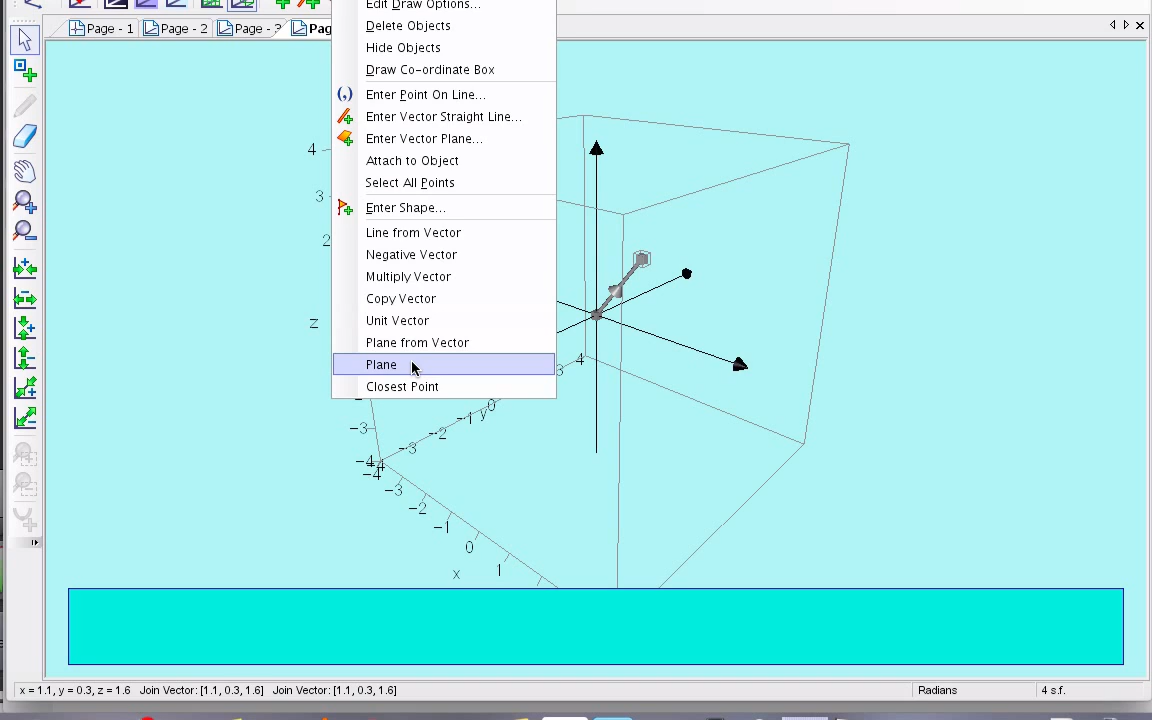 Edit Draw Options...
Page - 1
Page - 2
Page - 3
Pag
Delete Objects
Hide Objects
Draw Co-ordinate Box
Enter Point On Line...
Enter Vector Straight Line...
Enter Vector Plane...
Attach to Object
Select All Points
Enter Shape...
Line from Vector
Negative Vector
Multiply Vector
Copy Vector
Unit Vector
Plane from Vector
Plane
Closest Point
4
3
2
z
4
3
0
y
-1
-2
-3
-3
-4
-4
-4
-3
-2
-1
0
x
1
x = 1.1, y = 0.3, z = 1.6 Join Vector: [1.1, 0.3, 1.6] Join Vector: [1.1, 0.3, 1.6]
Radians
4 s.f.